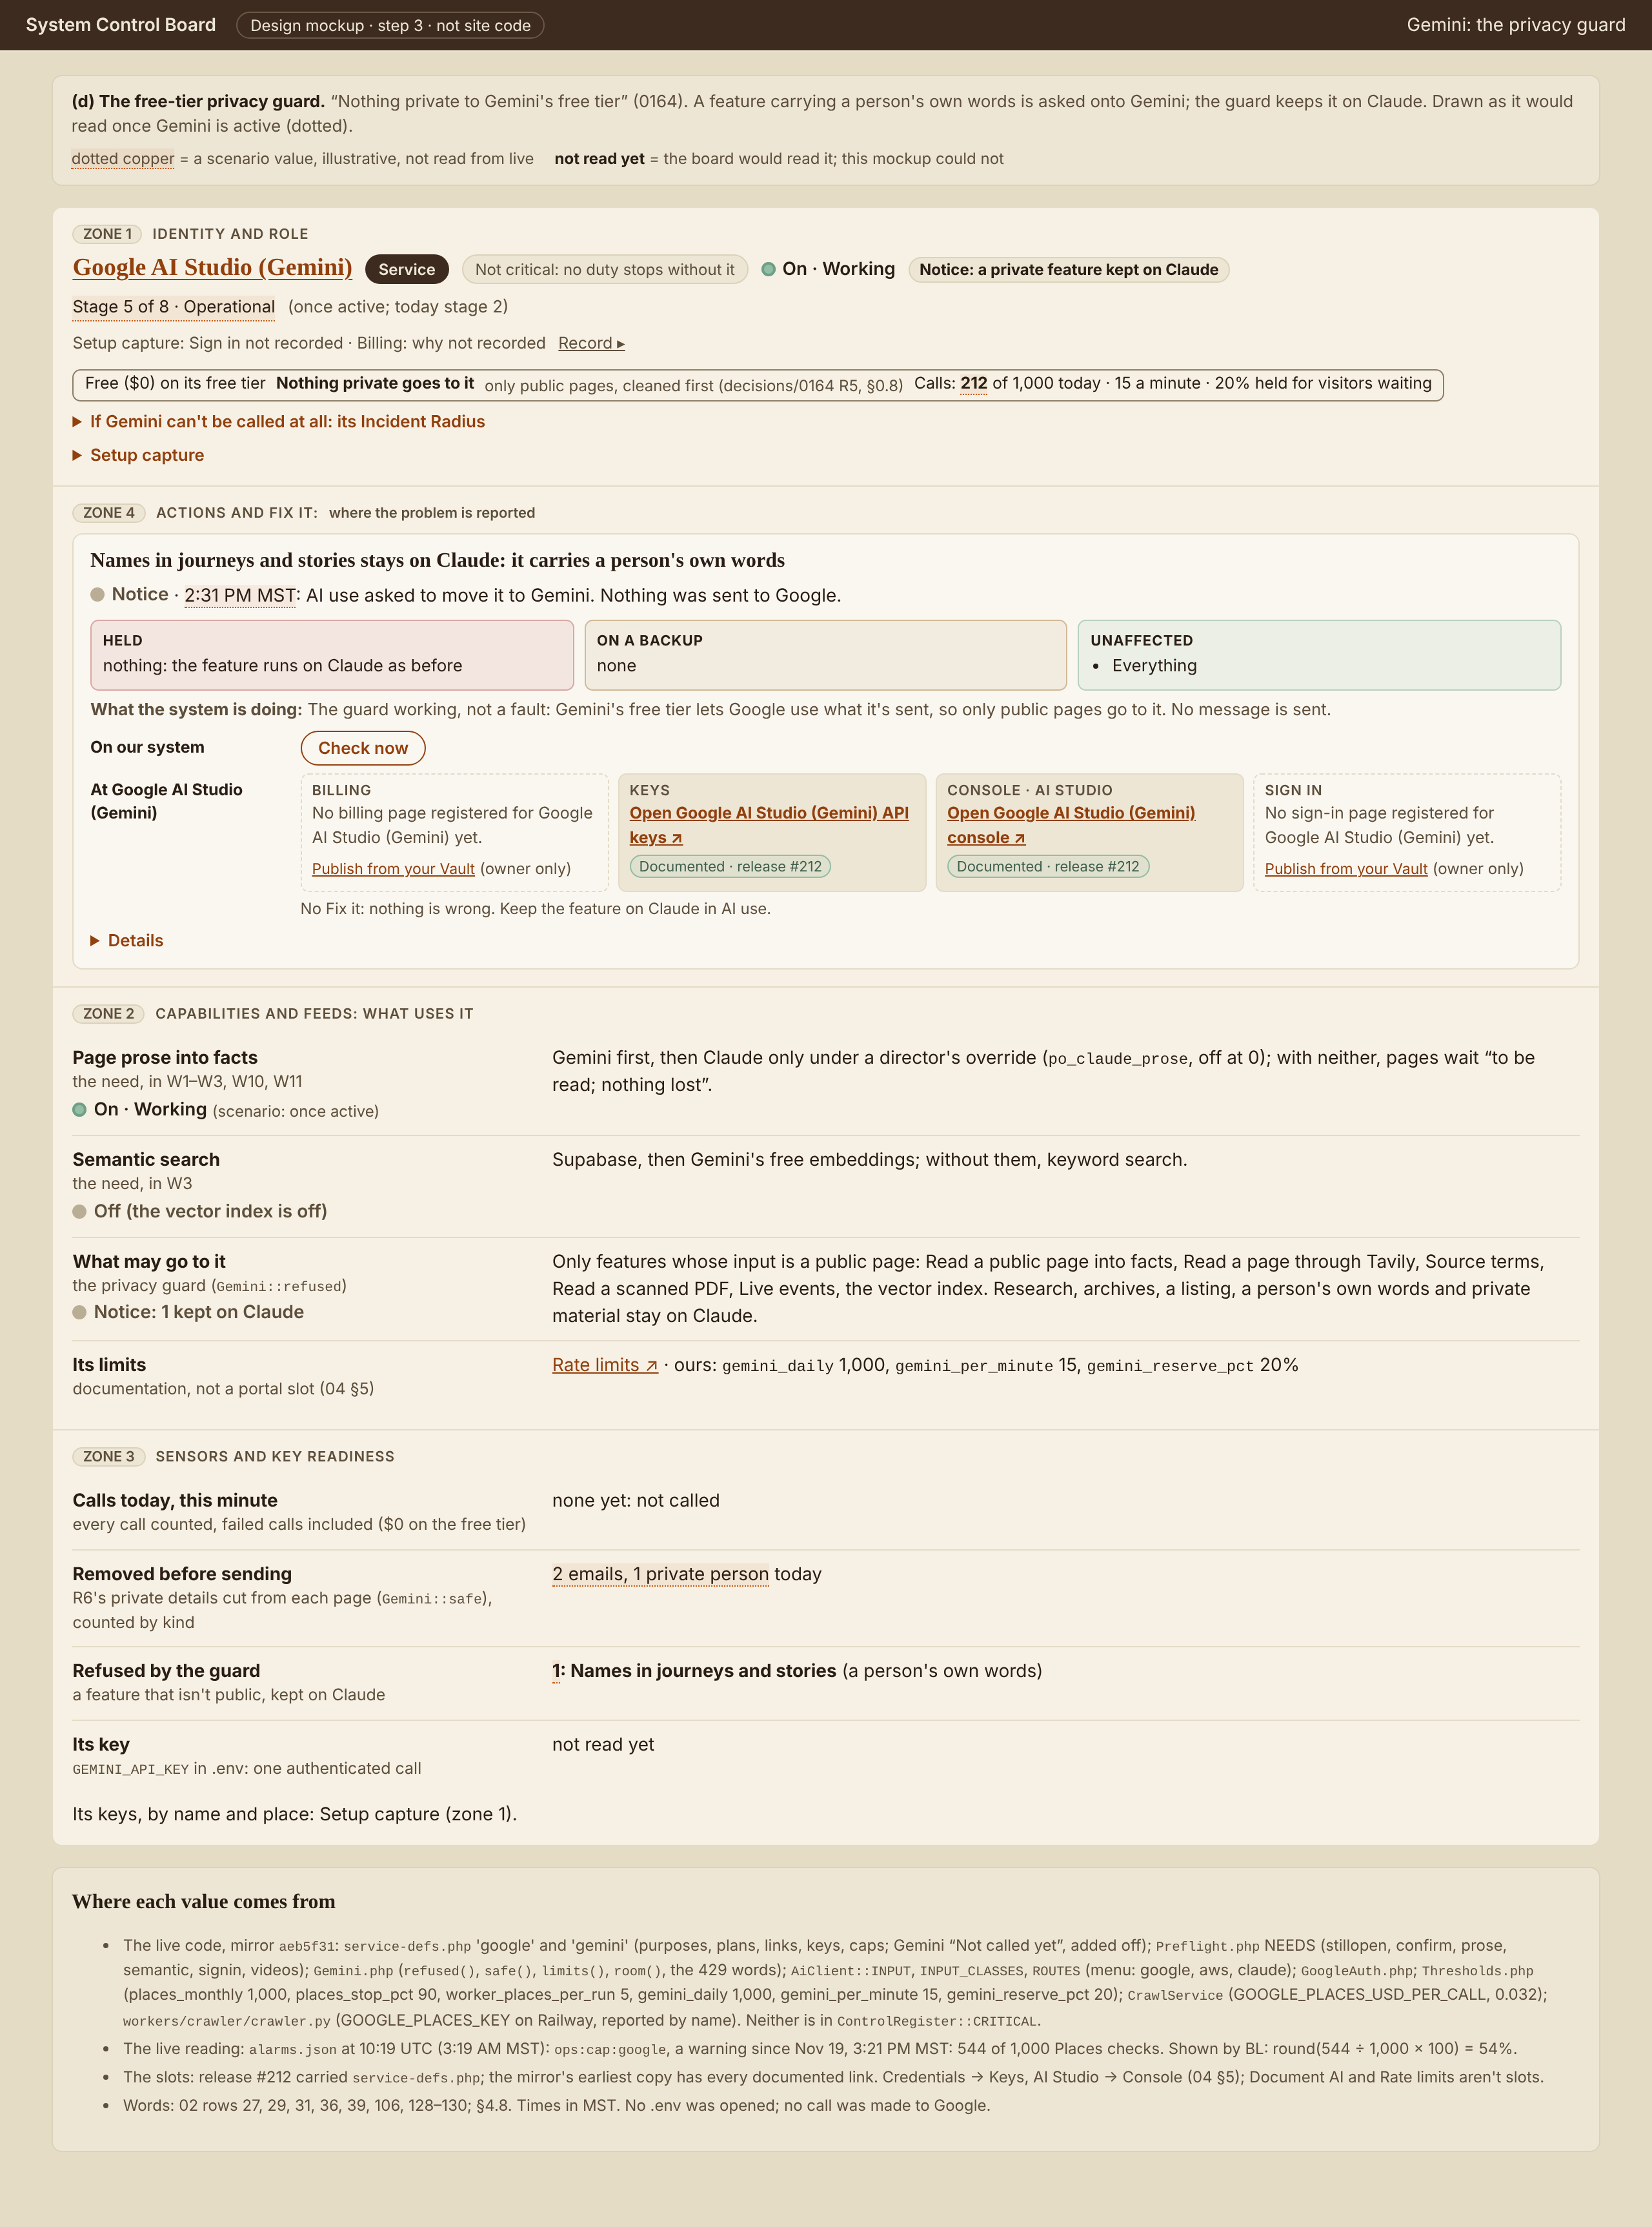 System Control Board
Design mockup · step 3 · not site code
Gemini: the privacy guard
(d) The free-tier privacy guard. “Nothing private to Gemini's free tier” (0164). A feature carrying a person's own words is asked onto Gemini; the guard keeps it on Claude. Drawn as it would
read once Gemini is active (dotted).
dotted copper = a scenario value, illustrative, not read from live not read yet = the board would read it; this mockup could not
ZONE 1 IDENTITY AND ROLE
Google AI Studio (Gemini) Service Not critical: no duty stops without it On · Working Notice: a private feature kept on Claude
Stage 5 of 8 · Operational (once active; today stage 2)
Setup capture: Sign in not recorded · Billing: why not recorded Record ▸
Free ($0) on its free tier Nothing private goes to it only public pages, cleaned first (decisions/0164 R5, §0.8) Calls: 212 of 1,000 today · 15 a minute · 20% held for visitors waiting
▶ If Gemini can't be called at all: its Incident Radius
▶ Setup capture
ZONE 4 ACTIONS AND FIX IT: where the problem is reported
Names in journeys and stories stays on Claude: it carries a person's own words
Notice · 2:31 PM MST: AI use asked to move it to Gemini. Nothing was sent to Google.
HELD
nothing: the feature runs on Claude as before
ON A BACKUP
none
UNAFFECTED
• Everything
What the system is doing: The guard working, not a fault: Gemini's free tier lets Google use what it's sent, so only public pages go to it. No message is sent.
On our system
Check now
At Google AI Studio
(Gemini)
BILLING
No billing page registered for Google
AI Studio (Gemini) yet.
Publish from your Vault (owner only)
KEYS
Open Google AI Studio (Gemini) API
keys ↗
Documented · release #212
CONSOLE · AI STUDIO
Open Google AI Studio (Gemini)
console ↗
Documented · release #212
SIGN IN
No sign-in page registered for
Google AI Studio (Gemini) yet.
Publish from your Vault (owner only)
No Fix it: nothing is wrong. Keep the feature on Claude in AI use.
▶ Details
ZONE 2 CAPABILITIES AND FEEDS: WHAT USES IT
Page prose into facts
the need, in W1–W3, W10, W11
On · Working (scenario: once active)
Gemini first, then Claude only under a director's override (po_claude_prose, off at 0); with neither, pages wait “to be
read; nothing lost”.
Semantic search
the need, in W3
Off (the vector index is off)
Supabase, then Gemini's free embeddings; without them, keyword search.
What may go to it
the privacy guard (Gemini::refused)
Notice: 1 kept on Claude
Only features whose input is a public page: Read a public page into facts, Read a page through Tavily, Source terms,
Read a scanned PDF, Live events, the vector index. Research, archives, a listing, a person's own words and private
material stay on Claude.
Its limits
documentation, not a portal slot (04 §5)
Rate limits ↗ · ours: gemini_daily 1,000, gemini_per_minute 15, gemini_reserve_pct 20%
ZONE 3 SENSORS AND KEY READINESS
Calls today, this minute
every call counted, failed calls included ($0 on the free tier)
none yet: not called
Removed before sending
R6's private details cut from each page (Gemini::safe),
counted by kind
2 emails, 1 private person today
Refused by the guard
a feature that isn't public, kept on Claude
1: Names in journeys and stories (a person's own words)
Its key
GEMINI_API_KEY in .env: one authenticated call
not read yet
Its keys, by name and place: Setup capture (zone 1).
Where each value comes from
• The live code, mirror aeb5f31: service-defs.php 'google' and 'gemini' (purposes, plans, links, keys, caps; Gemini “Not called yet”, added off); Preflight.php NEEDS (stillopen, confirm, prose,
semantic, signin, videos); Gemini.php (refused(), safe(), limits(), room(), the 429 words); AiClient::INPUT, INPUT_CLASSES, ROUTES (menu: google, aws, claude); GoogleAuth.php; Thresholds.php
(places_monthly 1,000, places_stop_pct 90, worker_places_per_run 5, gemini_daily 1,000, gemini_per_minute 15, gemini_reserve_pct 20); CrawlService (GOOGLE_PLACES_USD_PER_CALL, 0.032);
workers/crawler/crawler.py (GOOGLE_PLACES_KEY on Railway, reported by name). Neither is in ControlRegister::CRITICAL.
• The live reading: alarms.json at 10:19 UTC (3:19 AM MST): ops:cap:google, a warning since Nov 19, 3:21 PM MST: 544 of 1,000 Places checks. Shown by BL: round(544 ÷ 1,000 × 100) = 54%.
• The slots: release #212 carried service-defs.php; the mirror's earliest copy has every documented link. Credentials → Keys, AI Studio → Console (04 §5); Document AI and Rate limits aren't slots.
• Words: 02 rows 27, 29, 31, 36, 39, 106, 128–130; §4.8. Times in MST. No .env was opened; no call was made to Google.